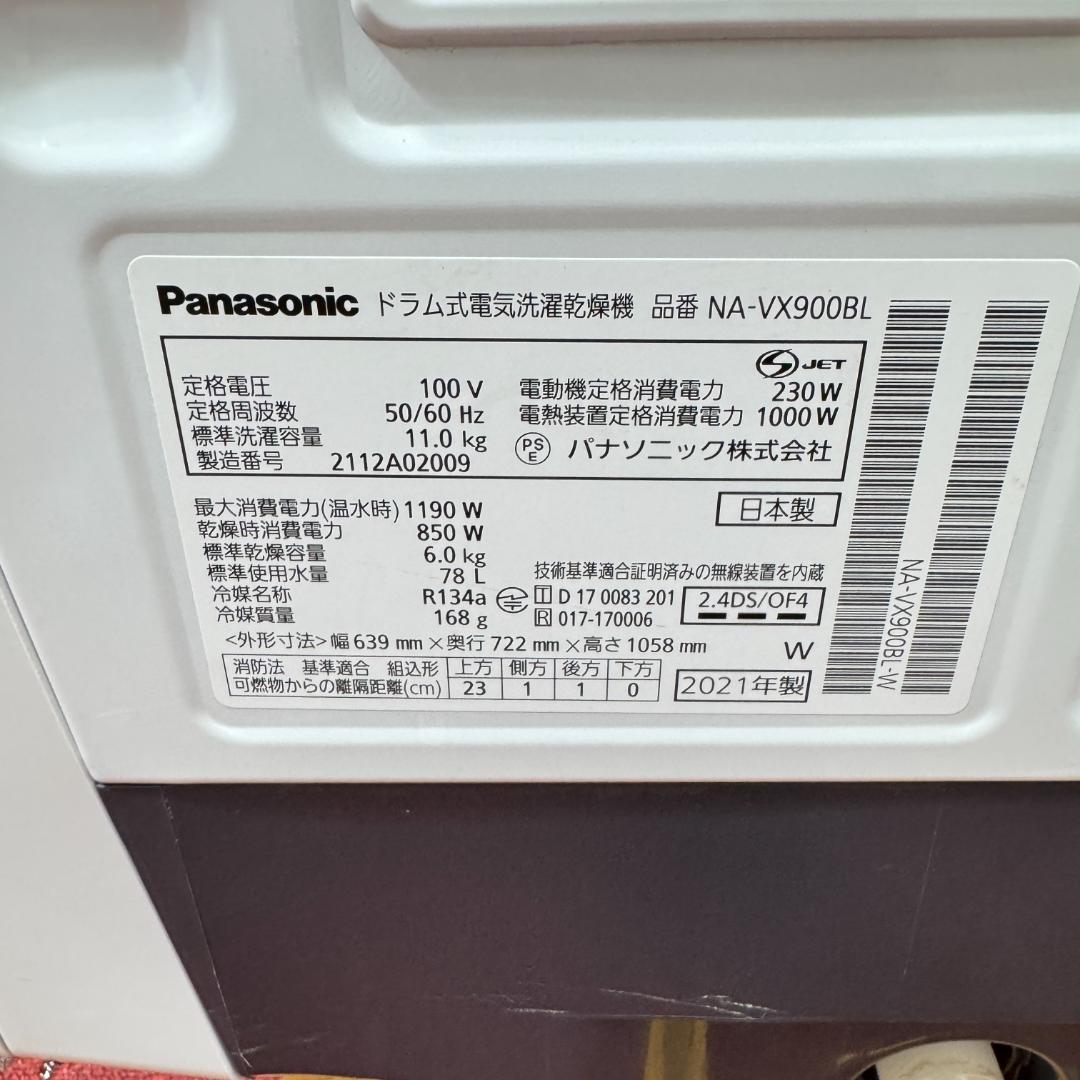 Panasonic ドラム式電気洗濯乾燥機 品番 NA-VX900BL
S JET
定格電圧 100 V 電動機定格消費電力 230 W
定格周波数 50/60 Hz 電熱装置定格消費電力 1000 W
標準洗濯容量 11.0 kg PSE パナソニック株式会社
製造番号 2112A02009
最大消費電力(温水時) 1190 W 日本製
乾燥時消費電力 850 W
標準乾燥容量 6.0 kg
標準使用水量 78 L 技術基準適合証明済みの無線装置を内蔵
冷媒名称 R134a T D 17 0083 201 2.4DS/OF4
冷媒質量 168 g R 017-170006
<外形寸法> 幅 639 mm × 奥行 722 mm × 高さ 1058 mm W
消防法 基準適合 組込形 上方 側方 後方 下方
可燃物からの離隔距離(cm) 23 1 1 0 2021年製
NA-VX900BL-W